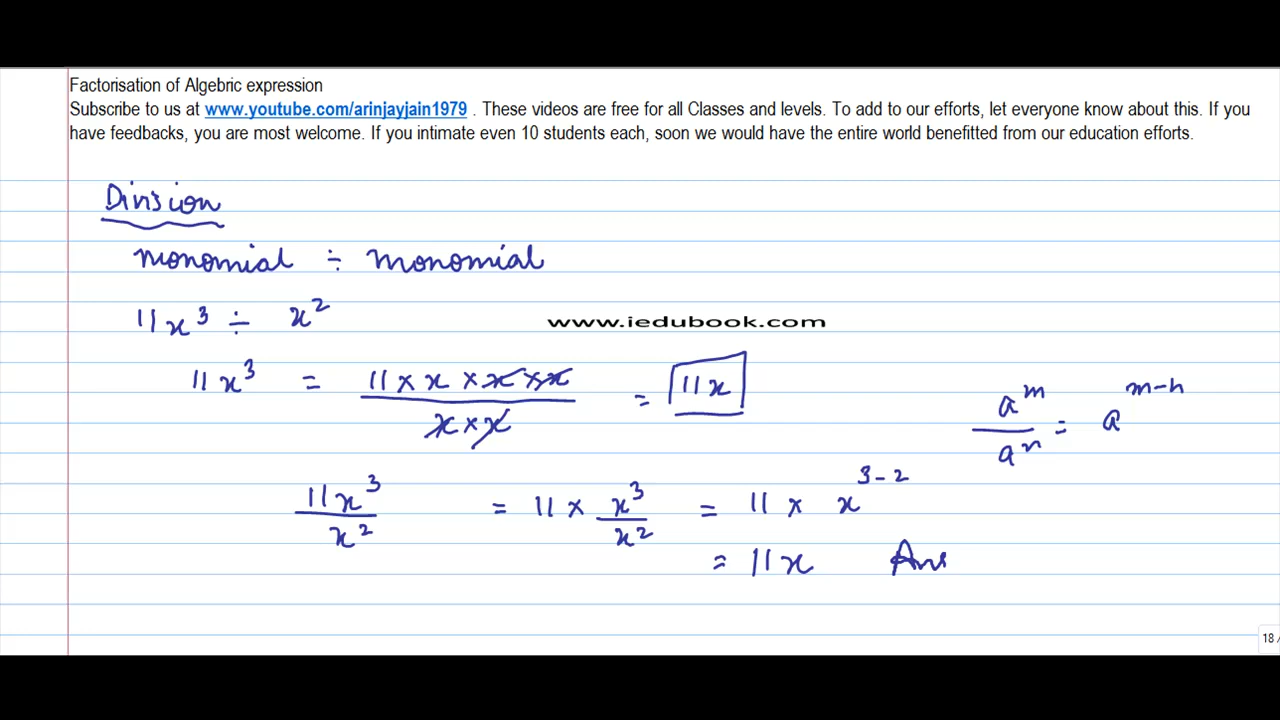 Factorisation of Algebric expression
Subscribe to us at www.youtube.com/arinjayjain1979 . These videos are free for all Classes and levels. To add to our efforts, let everyone know about this. If you
have feedbacks, you are most welcome. If you intimate even 10 students each, soon we would have the entire world benefitted from our education efforts.
Division
monomial ÷ monomial
11x³ ÷ x²
www.iedubook.com
11x³ = 11 × x × x × x / x × x = 11x
a^m / a^n = a^(m-n)
11x³ / x² = 11 × x³ / x² = 11 × x^(3-2)
= 11x Ans
18 /